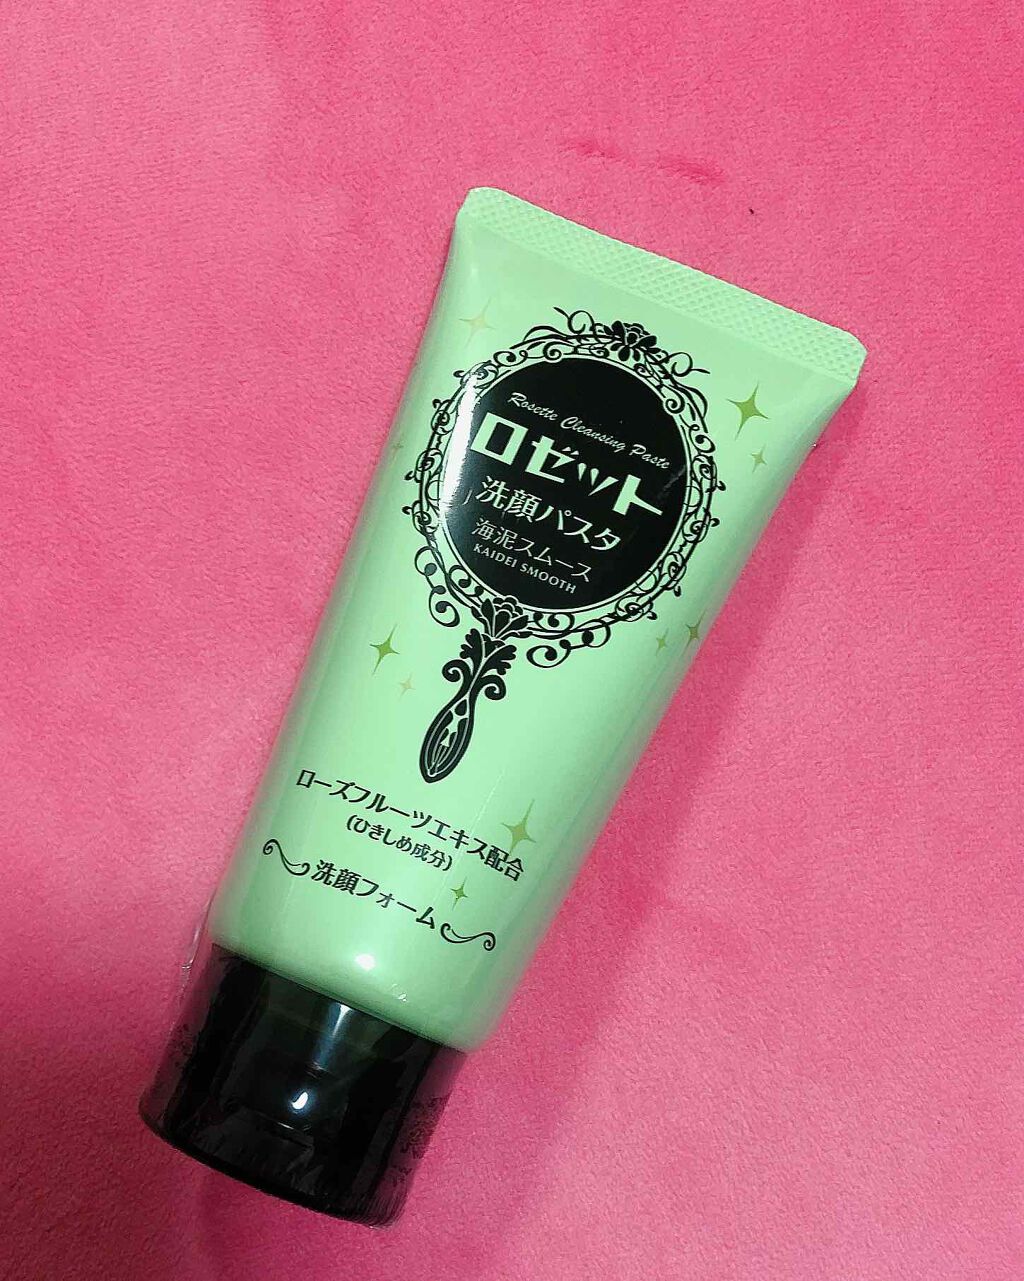 Rosette Cleansing Paste
ロゼット
洗顔パスタ
海泥スムース
KAIDEI SMOOTH
ローズフルーツエキス配合
(ひきしめ成分)
洗顔フォーム